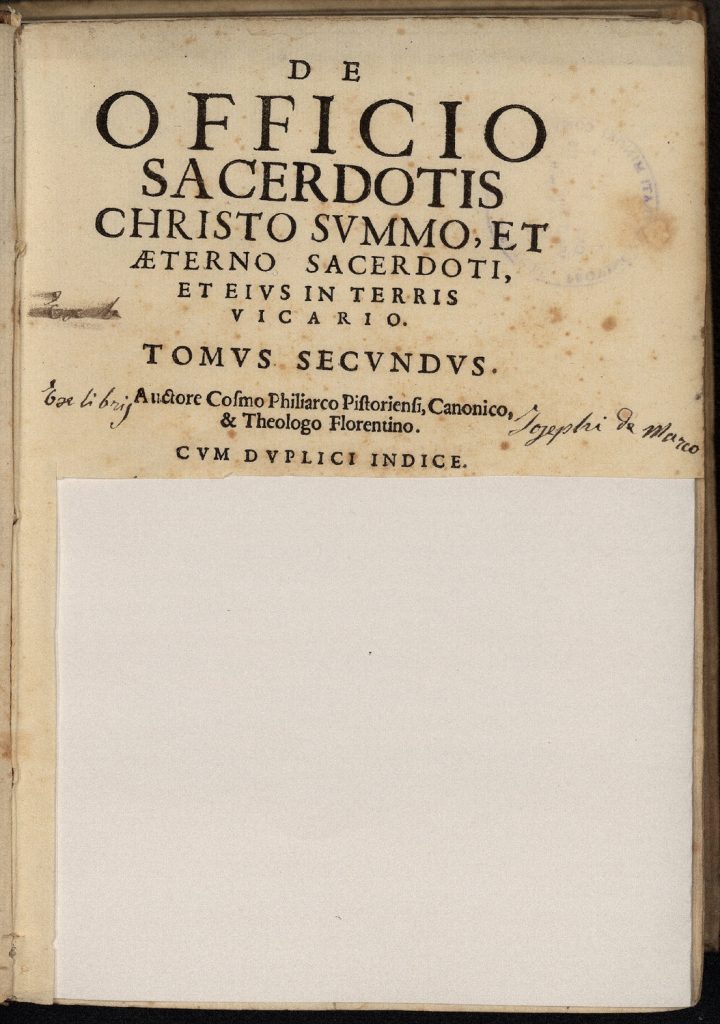 DE
OFFICIO
SACERDOTIS
CHRISTO SVMMO, ET
ÆTERNO SACERDOTI,
ET EIVS IN TERRIS
VICARIO.
TOMVS SECVNDVS.
Ex libris Auctore Coſmo Philiarco Piſtorienſi, Canonico,
& Theologo Florentino. Josephi de Marco
CVM DVPLICI INDICE.